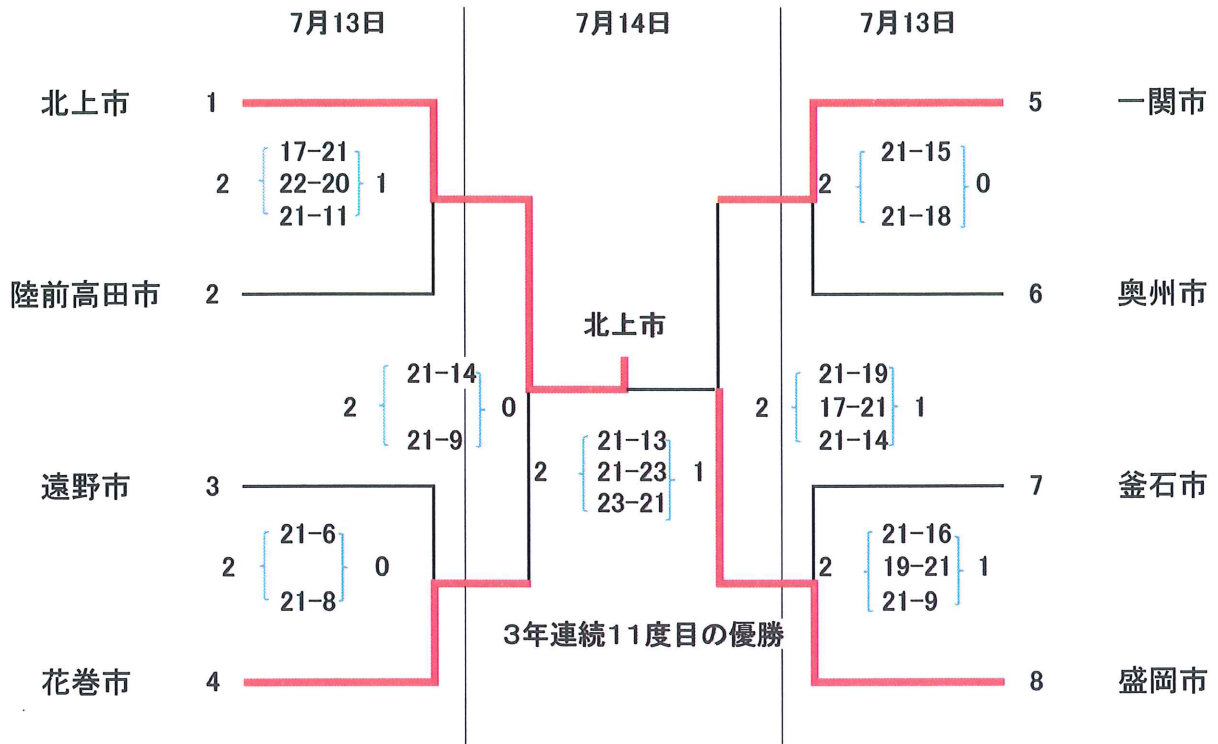 7月13日 7月14日 7月13日
北上市 1 5 一関市
17-21 21-15
2 22-20 1 2 0
21-11 21-18
陸前高田市 2 6 奥州市
北上市
21-14 21-19
2 0 2 17-21 1
21-9 21-14
21-13
2 21-23 1
23-21
遠野市 3 7 釜石市
21-6 21-16
2 0 2 19-21 1
21-8 21-9
3年連続11度目の優勝
花巻市 4 8 盛岡市